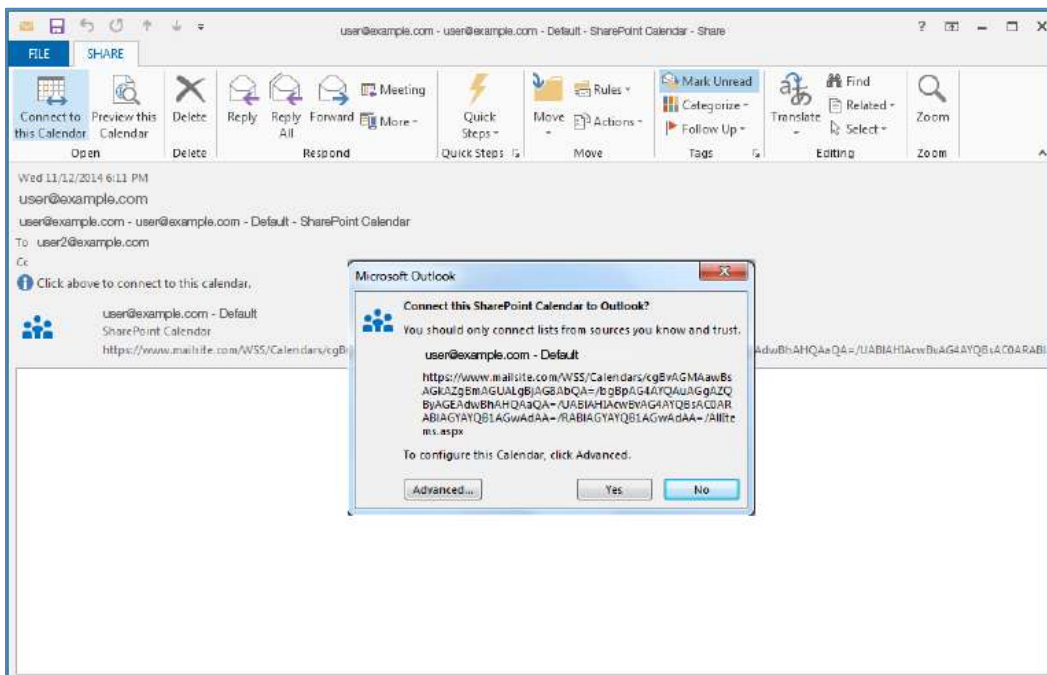 user@example.com - user@example.com - Default - SharePoint Calendar - Share
FILE SHARE
Connect to this Calendar
Preview this Calendar
Delete
Reply
Reply All
Forward
Meeting
More
Quick Steps
Move
Rules
Actions
Mark Unread
Categorize
Follow Up
Translate
Find
Related
Select
Zoom
Open Delete Respond Quick Steps Move Tags Editing Zoom
Wed 11/12/2014 6:11 PM
user@example.com
user@example.com - user@example.com - Default - SharePoint Calendar
To user2@example.com
Cc
Click above to connect to this calendar.
user@example.com - Default
SharePoint Calendar
Microsoft Outlook
Connect this SharePoint Calendar to Outlook?
You should only connect lists from sources you know and trust.
user@example.com - Default
To configure this Calendar, click Advanced.
Advanced... Yes No